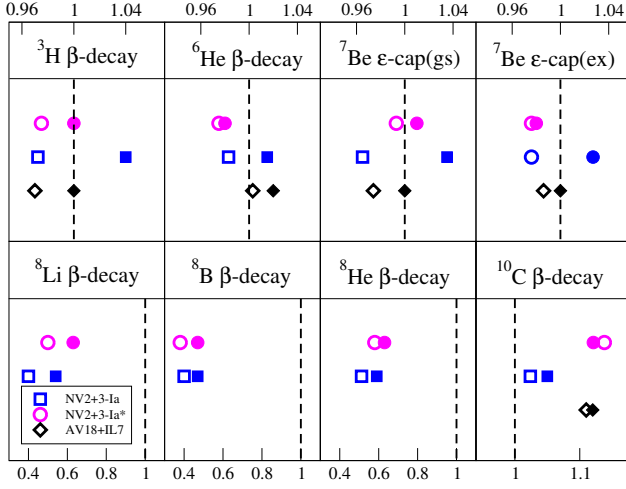 0.96 1 1.04 0.96 1 1.04 0.96 1 1.04 0.96 1 1.04
³H β-decay ⁶He β-decay ⁷Be ε-cap(gs) ⁷Be ε-cap(ex)
⁸Li β-decay ⁸B β-decay ⁸He β-decay ¹⁰C β-decay
NV2+3-Ia
NV2+3-Ia*
AV18+IL7
0.4 0.6 0.8 1 0.4 0.6 0.8 1 0.4 0.6 0.8 1 1 1.1